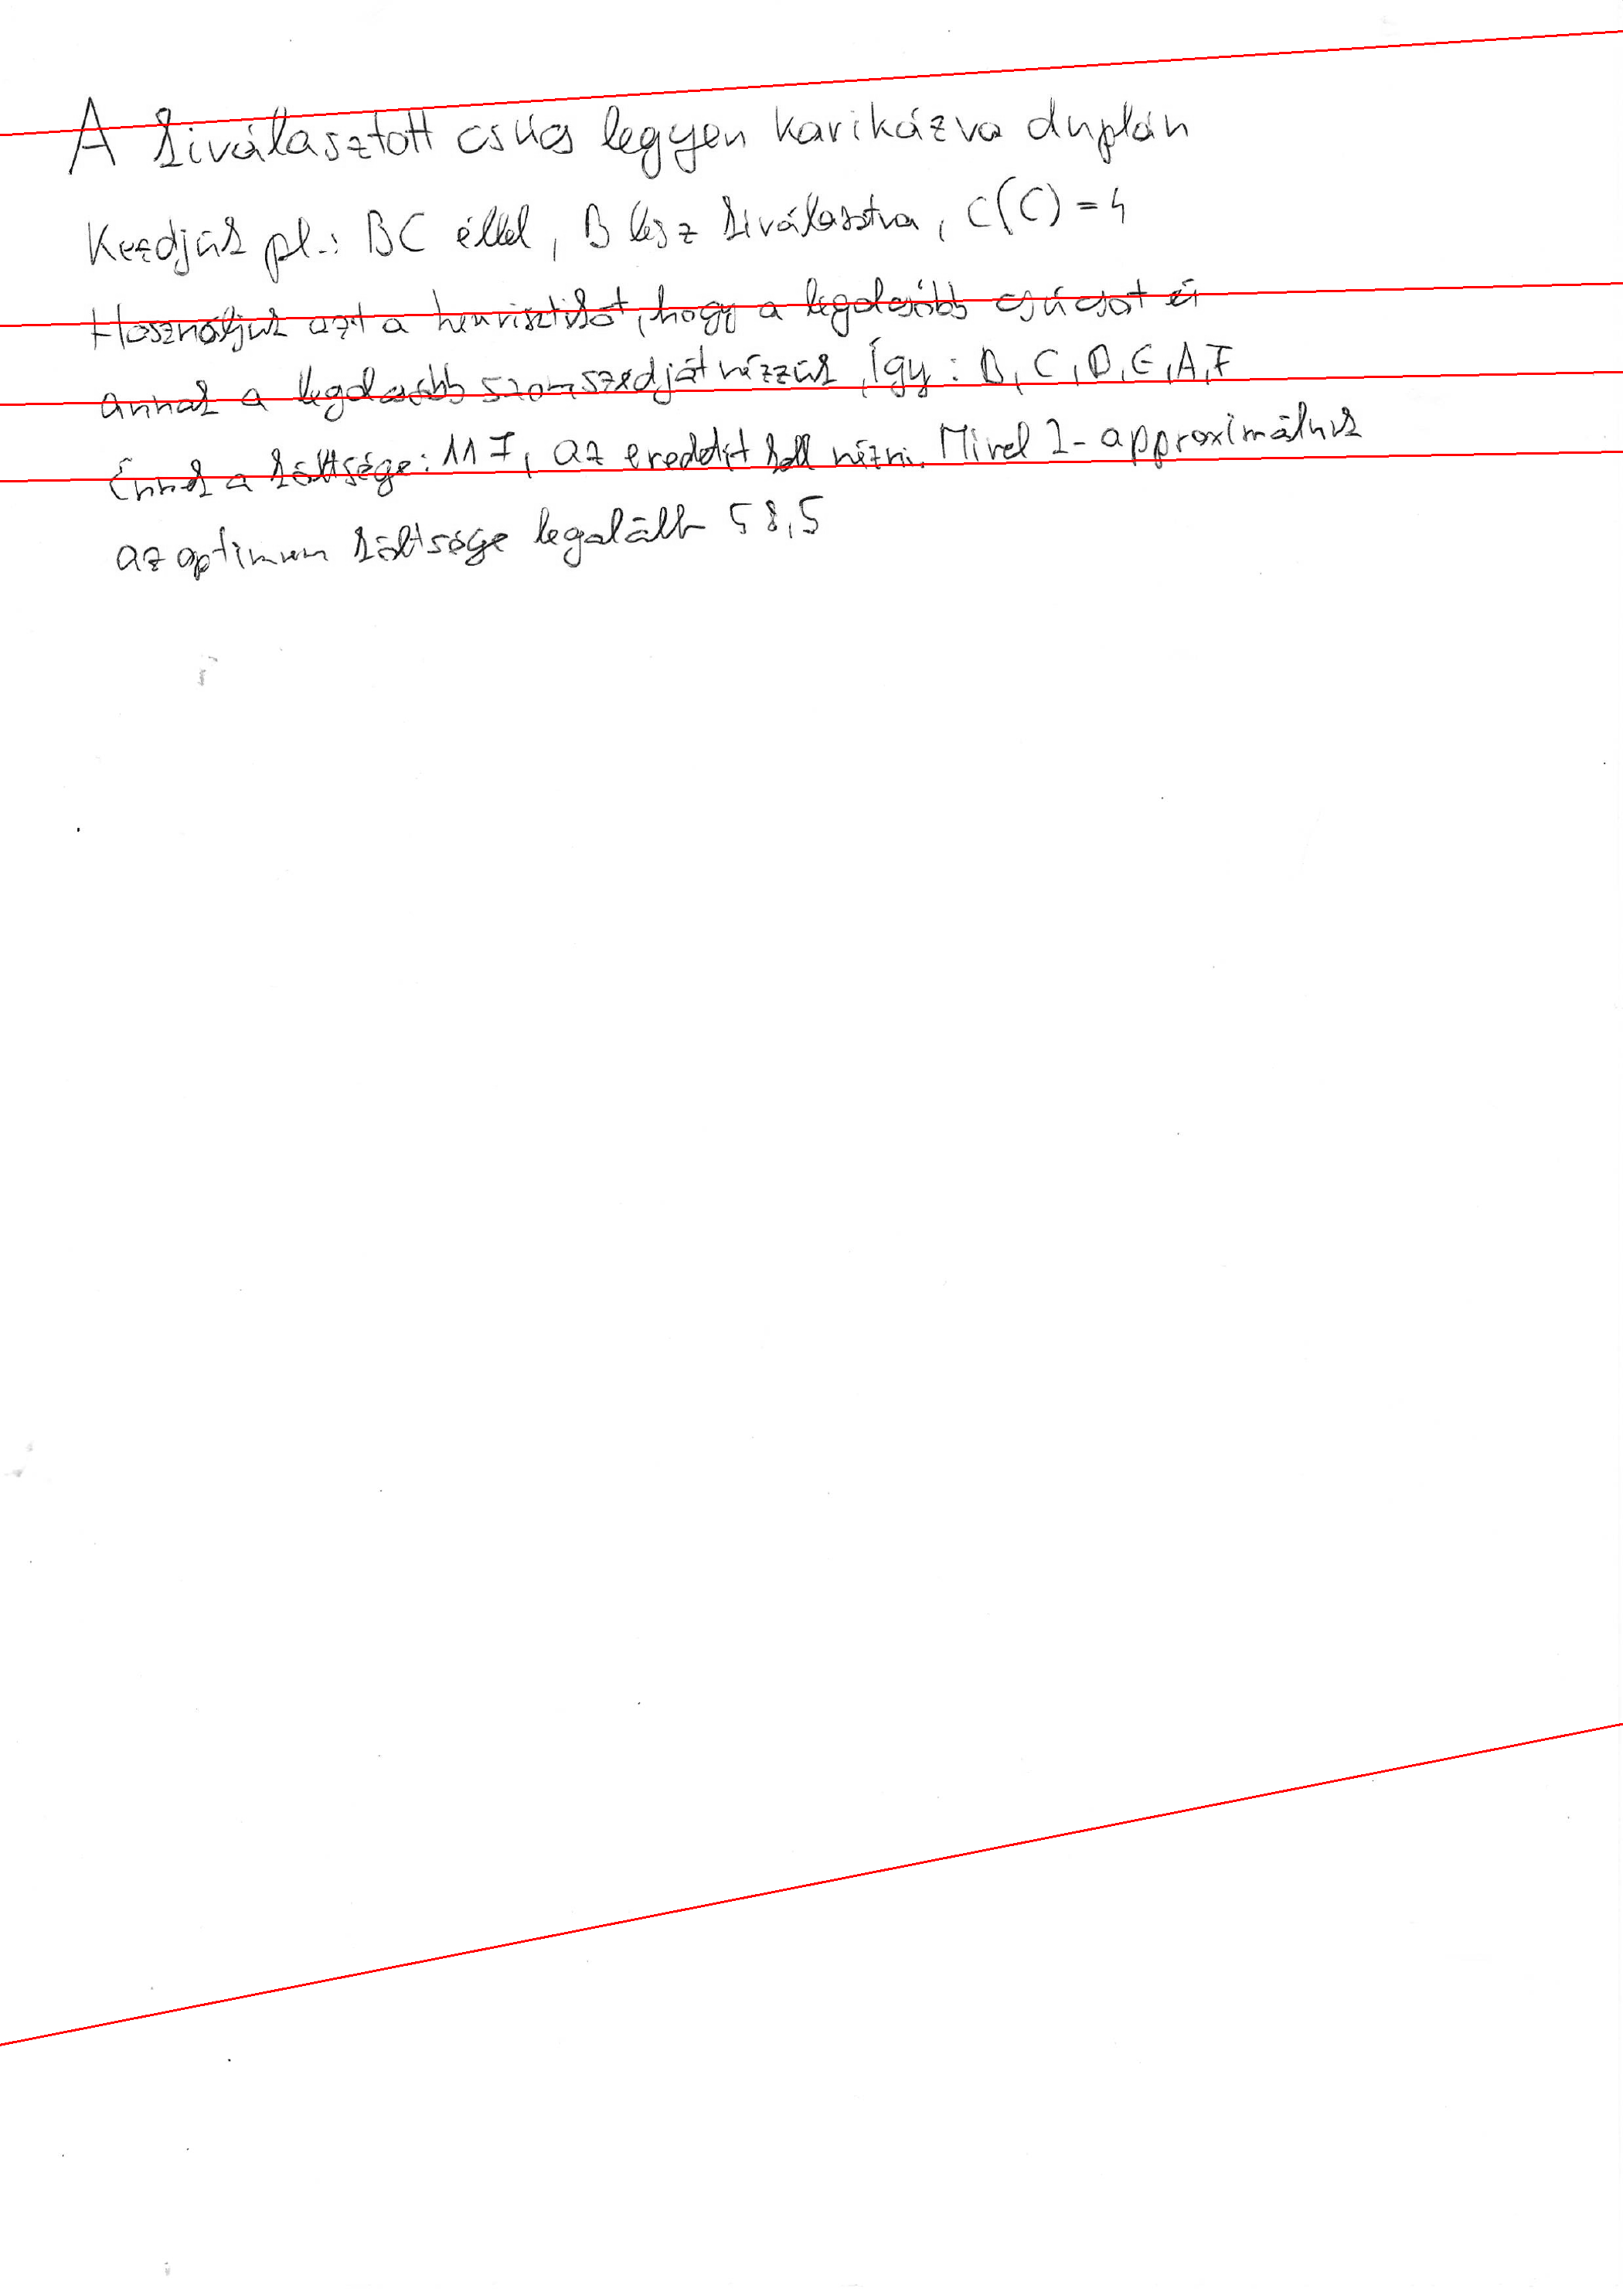 A kiválasztott csúcs legyen karikázva duplán
Kezdjük pl.: BC éllel, B lesz kiválasztva, C(C) = 4
Használjuk azt a heurisztikát, hogy a legolcsóbb csúcsot és
annak a legolcsóbb szomszedját nézzük, Így: B, C, D, E, A, F
Ennek a költsége: 117, az eredetit kell nézni. Mivel 2-approximálunk
az optimum költsége legalább 58,5